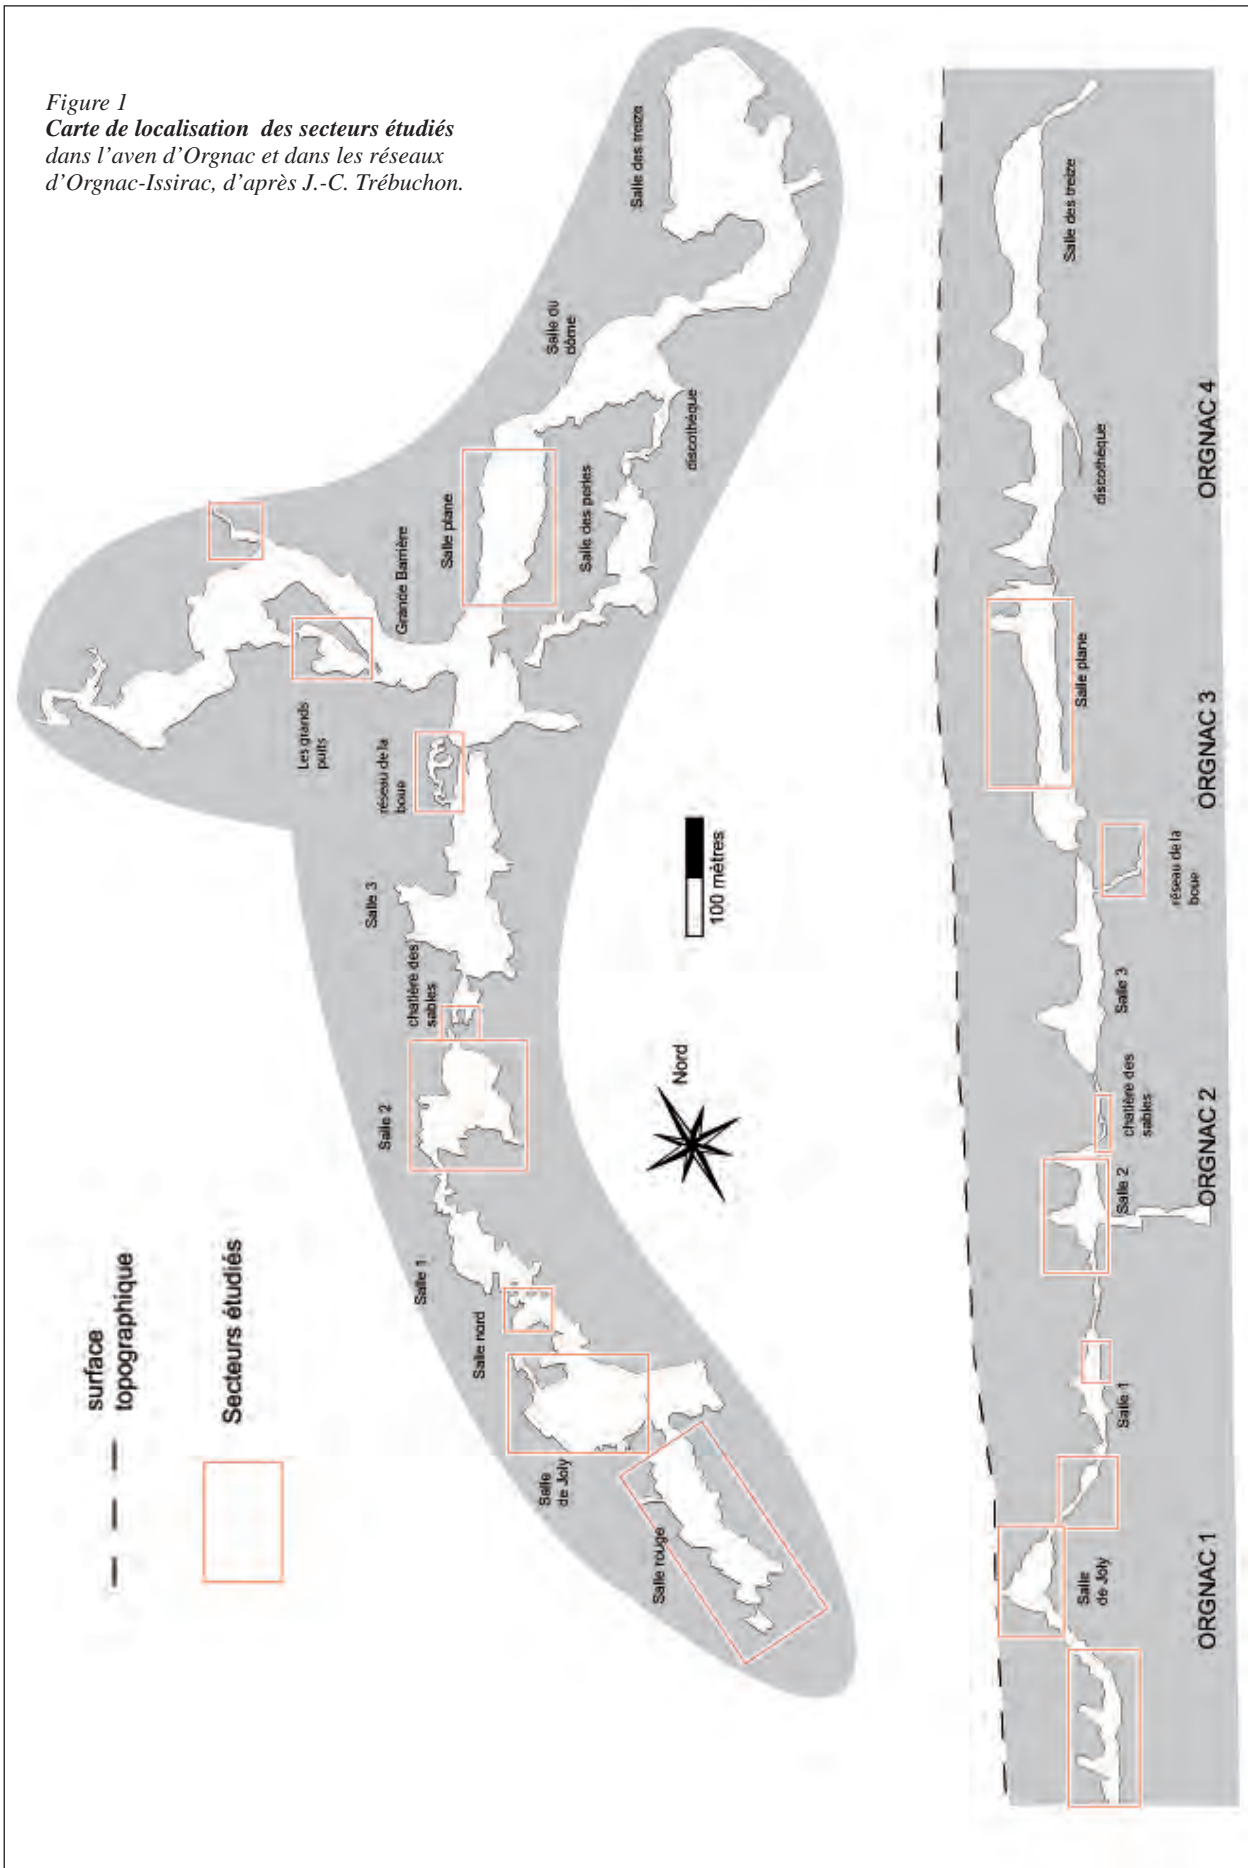 Figure 1
Carte de localisation des secteurs étudiés
dans l'aven d'Orgnac et dans les réseaux
d'Orgnac-Issirac, d'après J.-C. Trébuchon.
surface
topographique
Secteurs étudiés
Salle des treize
Salle du
dôme
discothèque
Salle des perles
Salle plane
Grande Barrière
Les grands
puits
réseau de la
boue
Salle 3
chatière des
sables
Salle 2
Salle 1
Salle nord
Salle
de Joly
Salle rouge
100 mètres
Nord
Salle des treize
discothèque
Salle plane
réseau de la
boue
Salle 3
chatière des
sables
Salle 2
Salle 1
Salle
de Joly
ORGNAC 4
ORGNAC 3
ORGNAC 2
ORGNAC 1